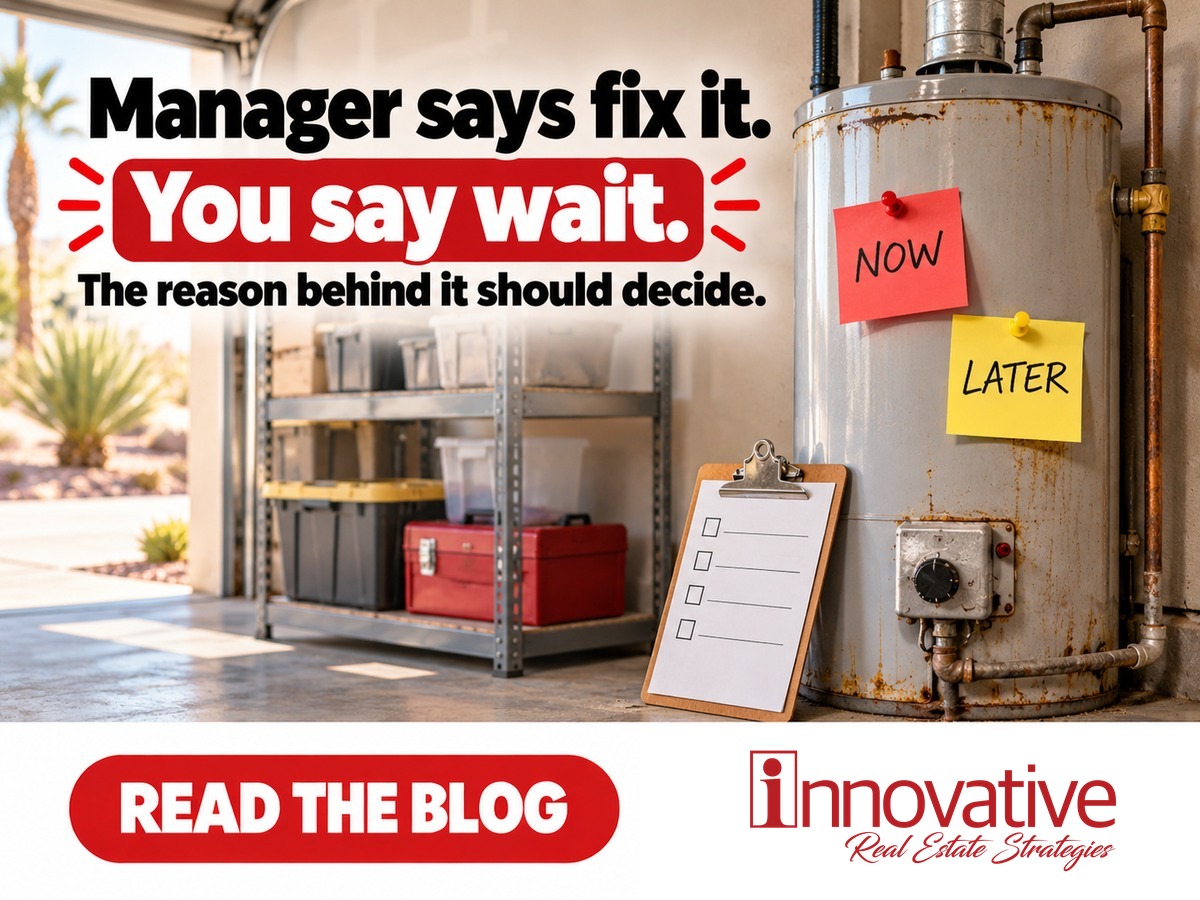 Manager says fix it.
You say wait.
The reason behind it should decide.
NOW
LATER
READ THE BLOG
innovative
Real Estate Strategies